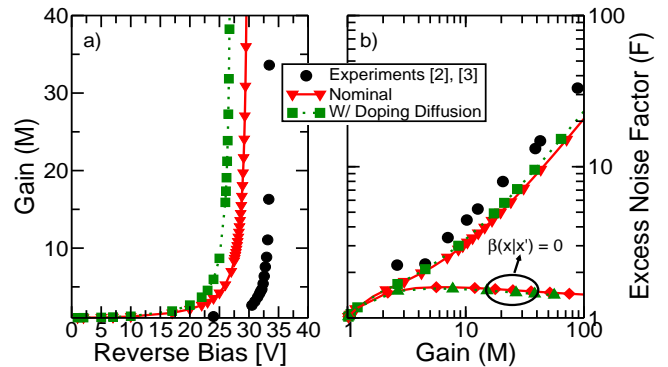 a)
40
30
20
10
Gain (M)
0
5
10
15
20
25
30
35
40
Reverse Bias [V]
Experiments [2], [3]
Nominal
W/ Doping Diffusion
b)
β(x|x') = 0
100
10
1
Excess Noise Factor (F)
1
10
100
Gain (M)